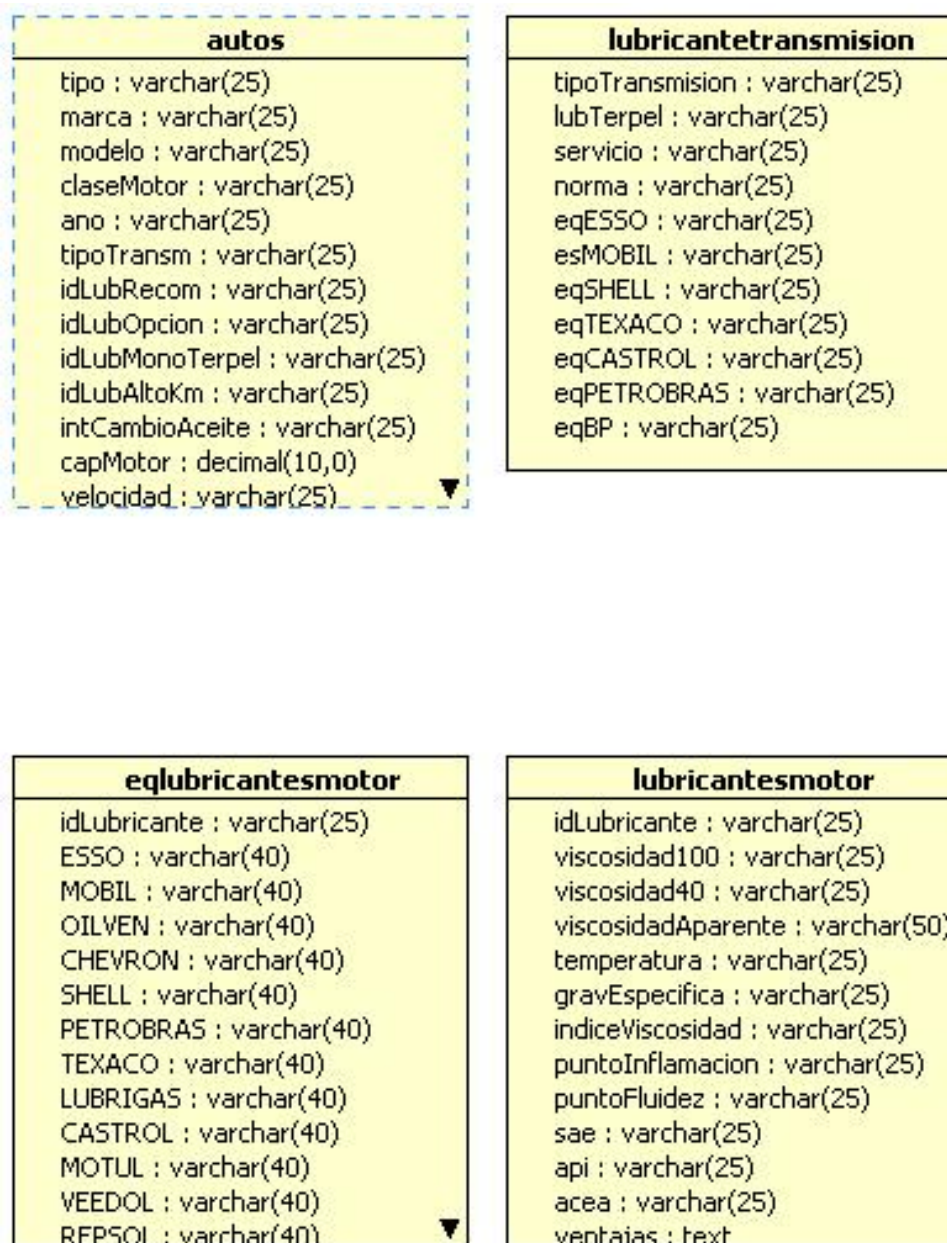 autos
tipo : varchar(25)
marca : varchar(25)
modelo : varchar(25)
claseMotor : varchar(25)
ano : varchar(25)
tipoTransm : varchar(25)
idLubRecom : varchar(25)
idLubOpcion : varchar(25)
idLubMonoTerpel : varchar(25)
idLubAltoKm : varchar(25)
intCambioAceite : varchar(25)
capMotor : decimal(10,0)
velocidad : varchar(25)
lubricantetransmision
tipoTransmision : varchar(25)
lubTerpel : varchar(25)
servicio : varchar(25)
norma : varchar(25)
eqESSO : varchar(25)
esMOBIL : varchar(25)
eqSHELL : varchar(25)
eqTEXACO : varchar(25)
eqCASTROL : varchar(25)
eqPETROBRAS : varchar(25)
eqBP : varchar(25)
eqlubricantesmotor
idLubricante : varchar(25)
ESSO : varchar(40)
MOBIL : varchar(40)
OILVEN : varchar(40)
CHEVRON : varchar(40)
SHELL : varchar(40)
PETROBRAS : varchar(40)
TEXACO : varchar(40)
LUBRIGAS : varchar(40)
CASTROL : varchar(40)
MOTUL : varchar(40)
VEEDOL : varchar(40)
REPSOL : varchar(40)
lubricantesmotor
idLubricante : varchar(25)
viscosidad100 : varchar(25)
viscosidad40 : varchar(25)
viscosidadAparente : varchar(50)
temperatura : varchar(25)
gravEspecifica : varchar(25)
indiceViscosidad : varchar(25)
puntoInflamacion : varchar(25)
puntoFluidez : varchar(25)
sae : varchar(25)
api : varchar(25)
acea : varchar(25)
ventajas : text